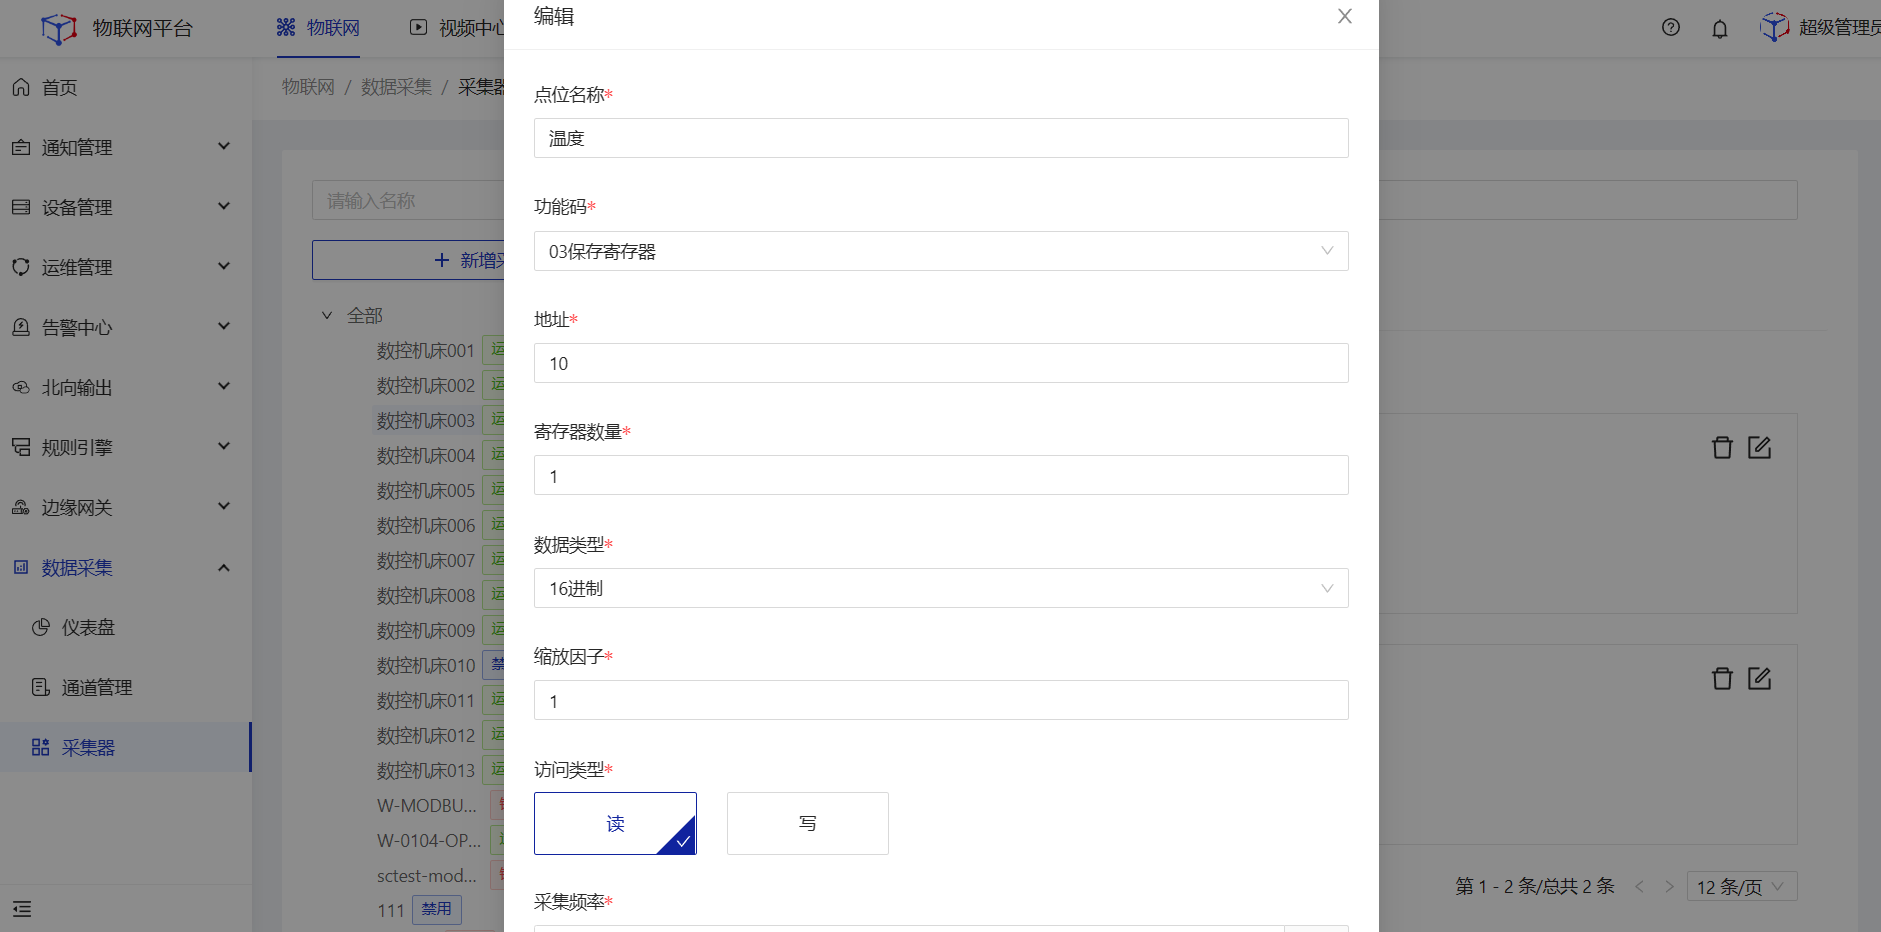 物联网平台
物联网
视频中心
超级管理员
首页
通知管理
设备管理
运维管理
告警中心
北向输出
规则引擎
边缘网关
数据采集
仪表盘
通道管理
采集器
物联网 / 数据采集 / 采集器
请输入名称
新增
全部
数控机床001 运
数控机床002 运
数控机床003 运
数控机床004 运
数控机床005 运
数控机床006 运
数控机床007 运
数控机床008 运
数控机床009 运
数控机床010 禁
数控机床011 运
数控机床012 运
数控机床013 运
W-MODBU...
W-0104-OP...
sctest-mod...
111 禁用
编辑
点位名称*
温度
功能码*
03保存寄存器
地址*
10
寄存器数量*
1
数据类型*
16进制
缩放因子*
1
访问类型*
读
写
采集频率*
第 1 - 2 条/总共 2 条
12 条/页